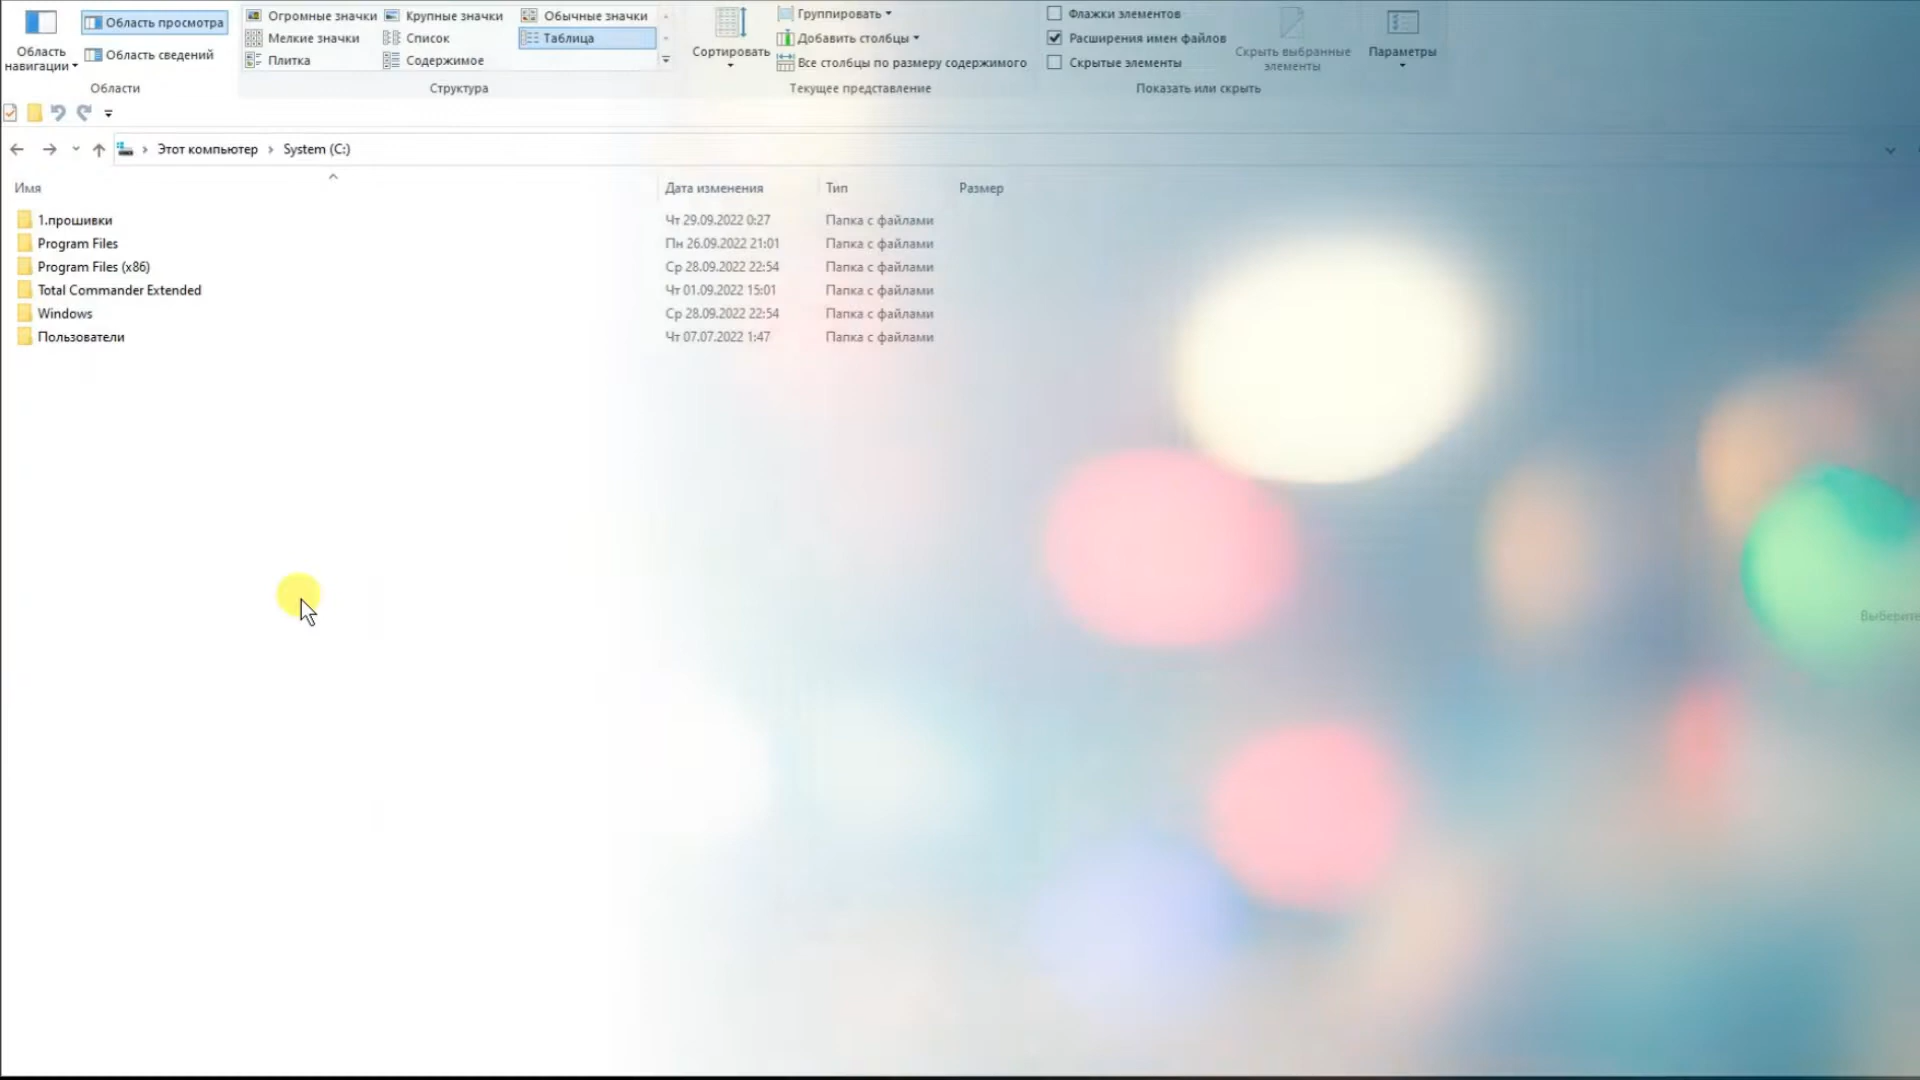 Область навигации
Область просмотра
Область сведений
Области
Огромные значки
Крупные значки
Обычные значки
Мелкие значки
Список
Таблица
Плитка
Содержимое
Структура
Сортировать
Группировать
Добавить столбцы
Все столбцы по размеру содержимого
Текущее представление
Флажки элементов
Расширения имен файлов
Скрытые элементы
Скрыть выбранные элементы
Показать или скрыть
Параметры
Этот компьютер › System (C:)
Имя Дата изменения Тип Размер
1.прошивки Чт 29.09.2022 0:27 Папка с файлами
Program Files Пн 26.09.2022 21:01 Папка с файлами
Program Files (x86) Ср 28.09.2022 22:54 Папка с файлами
Total Commander Extended Чт 01.09.2022 15:01 Папка с файлами
Windows Ср 28.09.2022 22:54 Папка с файлами
Пользователи Чт 07.07.2022 1:47 Папка с файлами
Выберите